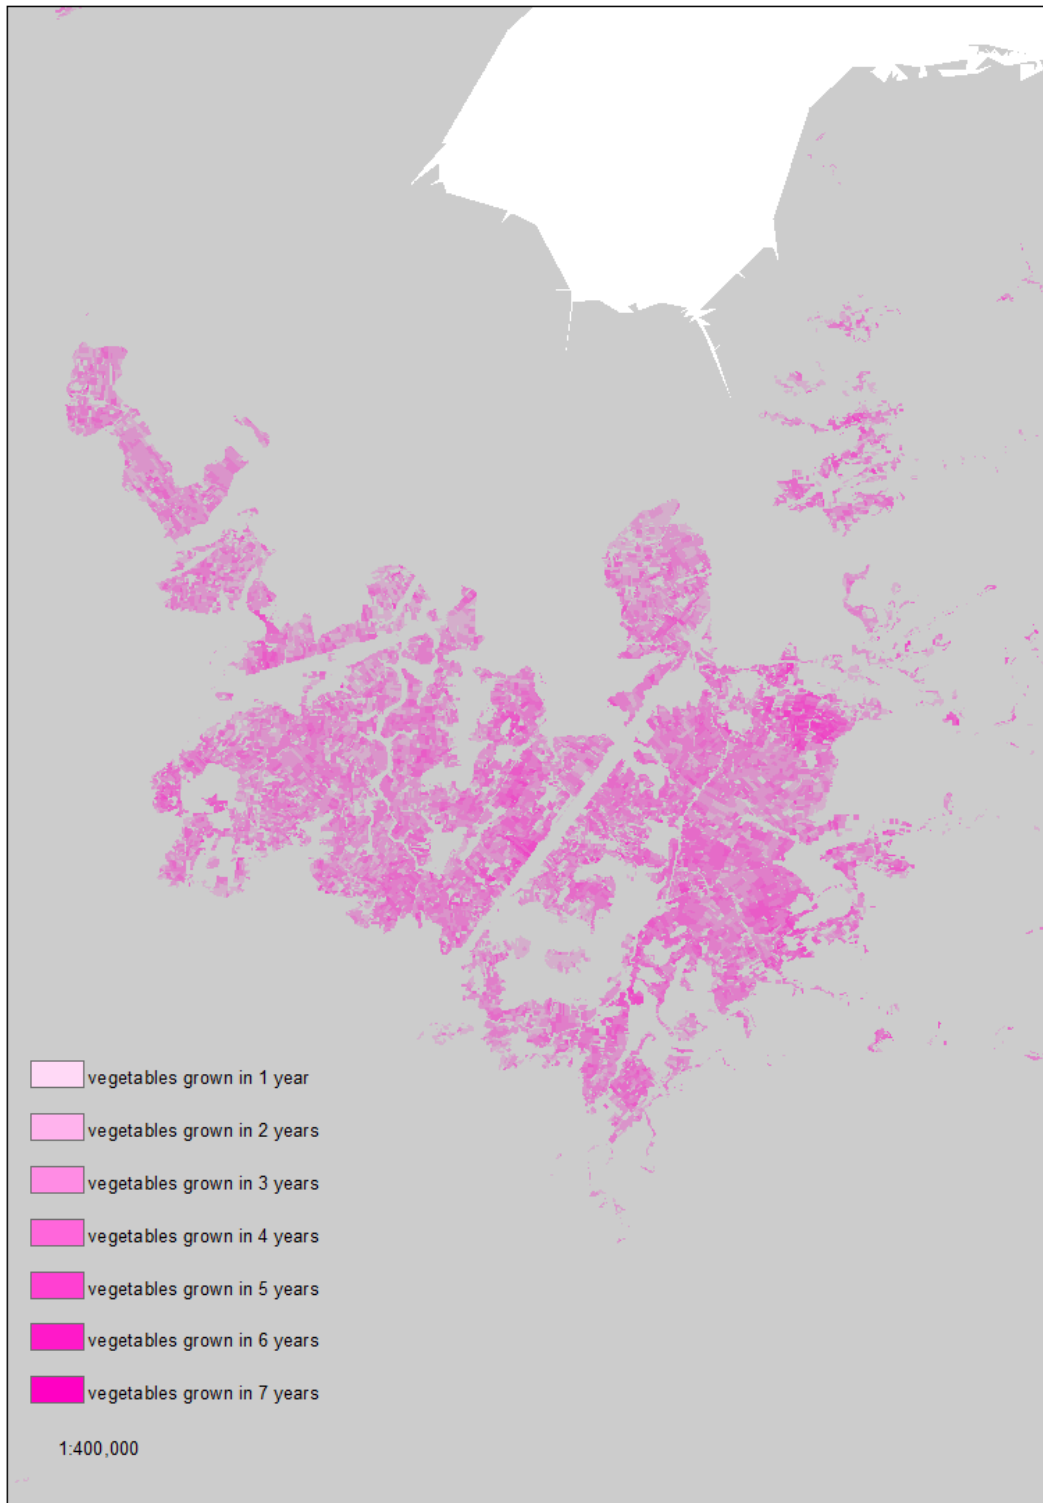 vegetables grown in 1 year
vegetables grown in 2 years
vegetables grown in 3 years
vegetables grown in 4 years
vegetables grown in 5 years
vegetables grown in 6 years
vegetables grown in 7 years
1:400,000